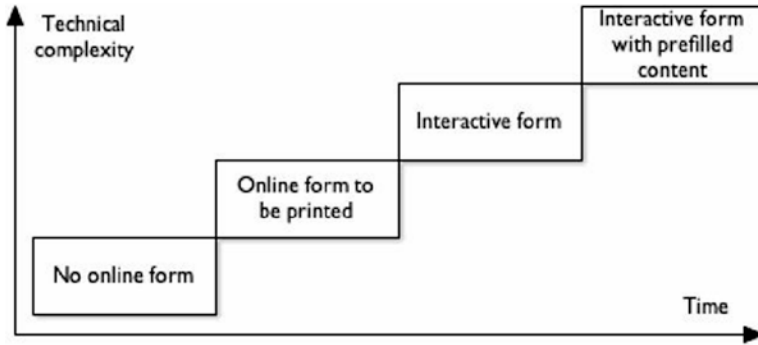 Technical
complexity
Interactive form
with prefilled
content
Interactive form
Online form to
be printed
No online form
Time